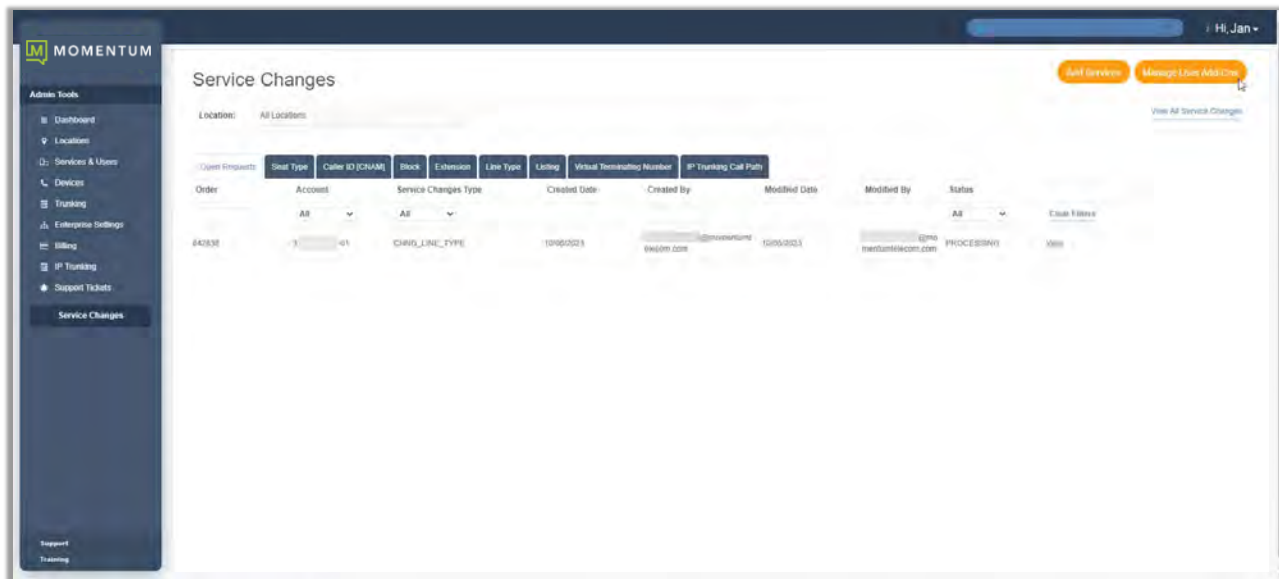 Hi, Jan
MOMENTUM
Service Changes
Add Services
Manage User Add-Ons
Admin Tools
Location:
All Locations
View All Service Changes
Dashboard
Locations
Services & Users
Devices
Trunking
Enterprise Settings
Billing
IP Trunking
Support Tickets
Service Changes
Open Requests
Seat Type
Caller ID [CNAM]
Block
Extension
Line Type
Listing
Virtual Terminating Number
IP Trunking Call Path
Order
Account
Service Changes Type
Created Date
Created By
Modified Date
Modified By
Status
All
All
All
Clear Filters
CHNG_LINE_TYPE
PROCESSING
View
Support
Training